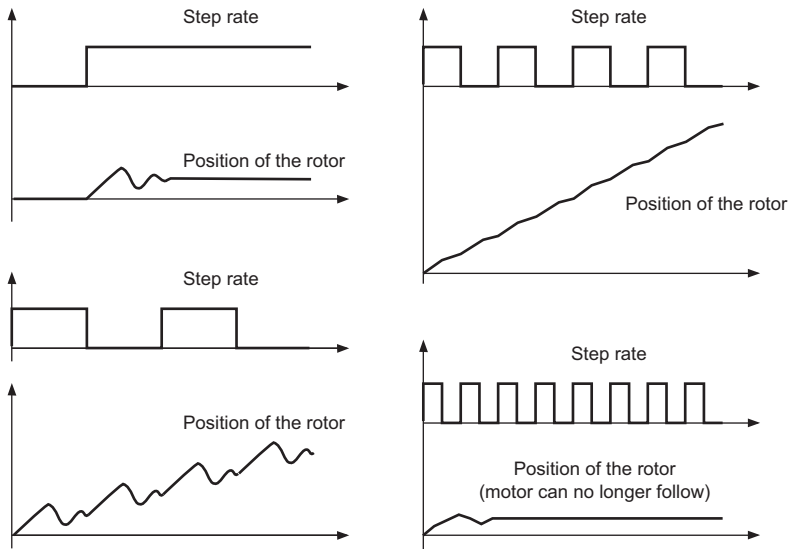 Step rate
Position of the rotor
Step rate
Position of the rotor
Step rate
Position of the rotor
Step rate
Position of the rotor
(motor can no longer follow)